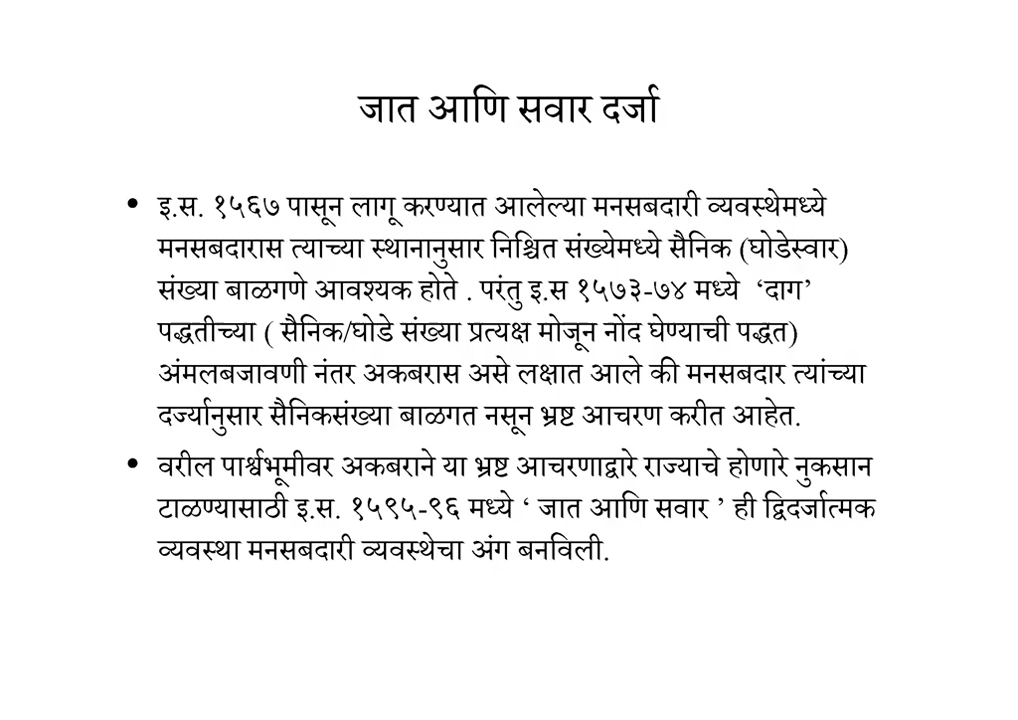 जात आणि सवार दर्जा
• इ.स. १५६७ पासून लागू करण्यात आलेल्या मनसबदारी व्यवस्थेमध्ये
मनसबदारास त्याच्या स्थानानुसार निश्चित संख्येमध्ये सैनिक (घोडेस्वार)
संख्या बाळगणे आवश्यक होते . परंतु इ.स १५७३-७४ मध्ये ‘दाग’
पद्धतीच्या ( सैनिक/घोडे संख्या प्रत्यक्ष मोजून नोंद घेण्याची पद्धत)
अंमलबजावणी नंतर अकबरास असे लक्षात आले की मनसबदार त्यांच्या
दर्ज्यानुसार सैनिकसंख्या बाळगत नसून भ्रष्ट आचरण करीत आहेत.
• वरील पार्श्वभूमीवर अकबराने या भ्रष्ट आचरणाद्वारे राज्याचे होणारे नुकसान
टाळण्यासाठी इ.स. १५९५-९६ मध्ये ‘ जात आणि सवार ’ ही द्विदर्जात्मक
व्यवस्था मनसबदारी व्यवस्थेचा अंग बनविली.